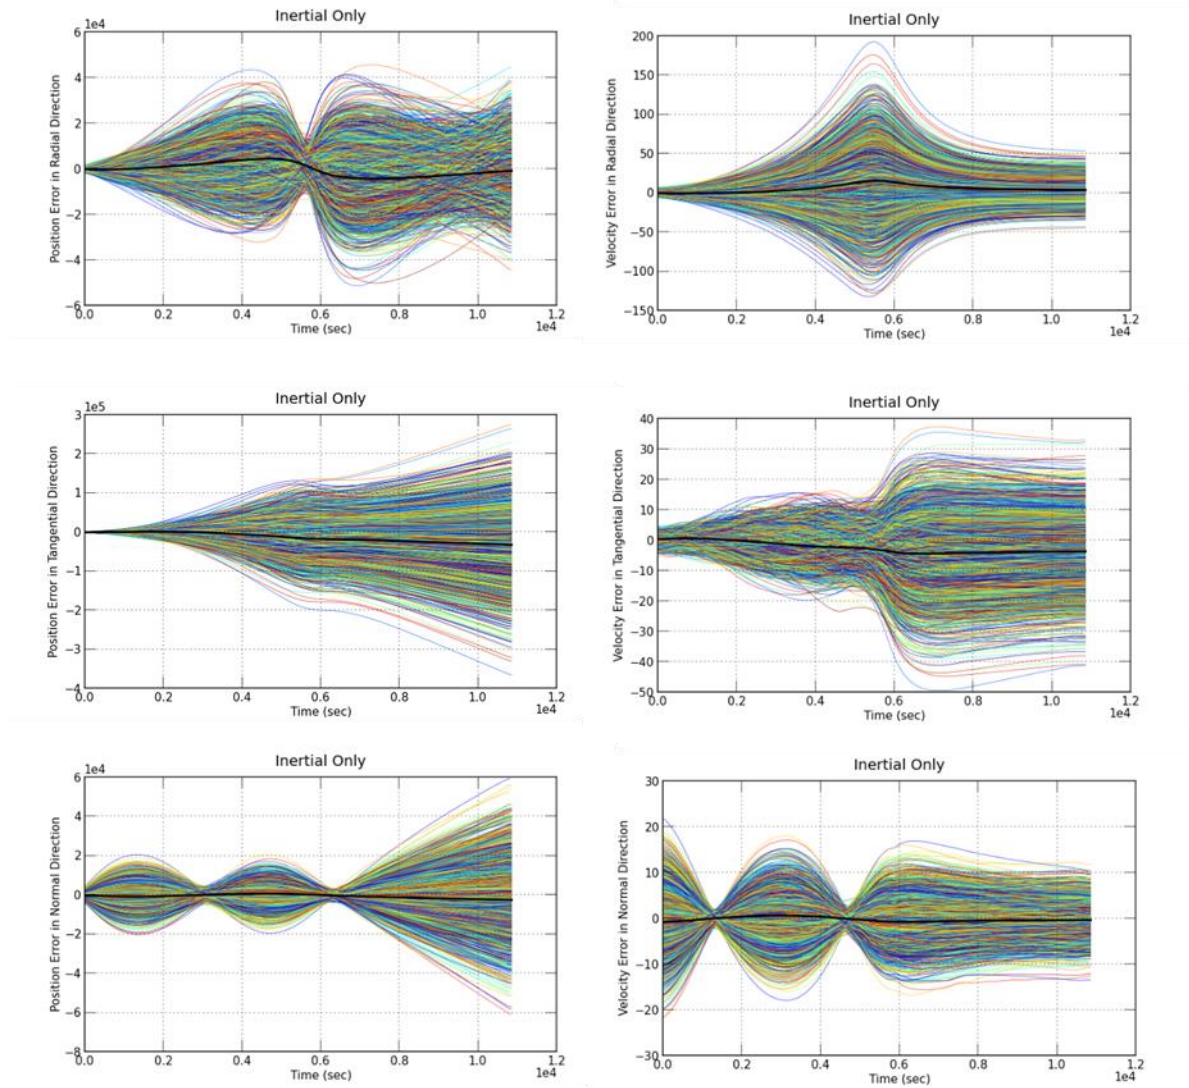 Inertial Only
1e4
6
4
2
0
−2
−4
−6
Position Error in Radial Direction
0.0 0.2 0.4 0.6 0.8 1.0 1.2
Time (sec)
1e4
Inertial Only
200
150
100
50
0
−50
−100
−150
Velocity Error in Radial Direction
0.0 0.2 0.4 0.6 0.8 1.0 1.2
Time (sec)
1e4
Inertial Only
1e5
3
2
1
0
−1
−2
−3
−4
Position Error in Tangential Direction
0.0 0.2 0.4 0.6 0.8 1.0 1.2
Time (sec)
1e4
Inertial Only
40
30
20
10
0
−10
−20
−30
−40
−50
Velocity Error in Tangential Direction
0.0 0.2 0.4 0.6 0.8 1.0 1.2
Time (sec)
1e4
Inertial Only
1e4
6
4
2
0
−2
−4
−6
−8
Position Error in Normal Direction
0.0 0.2 0.4 0.6 0.8 1.0 1.2
Time (sec)
1e4
Inertial Only
30
20
10
0
−10
−20
−30
Velocity Error in Normal Direction
0.0 0.2 0.4 0.6 0.8 1.0 1.2
Time (sec)
1e4